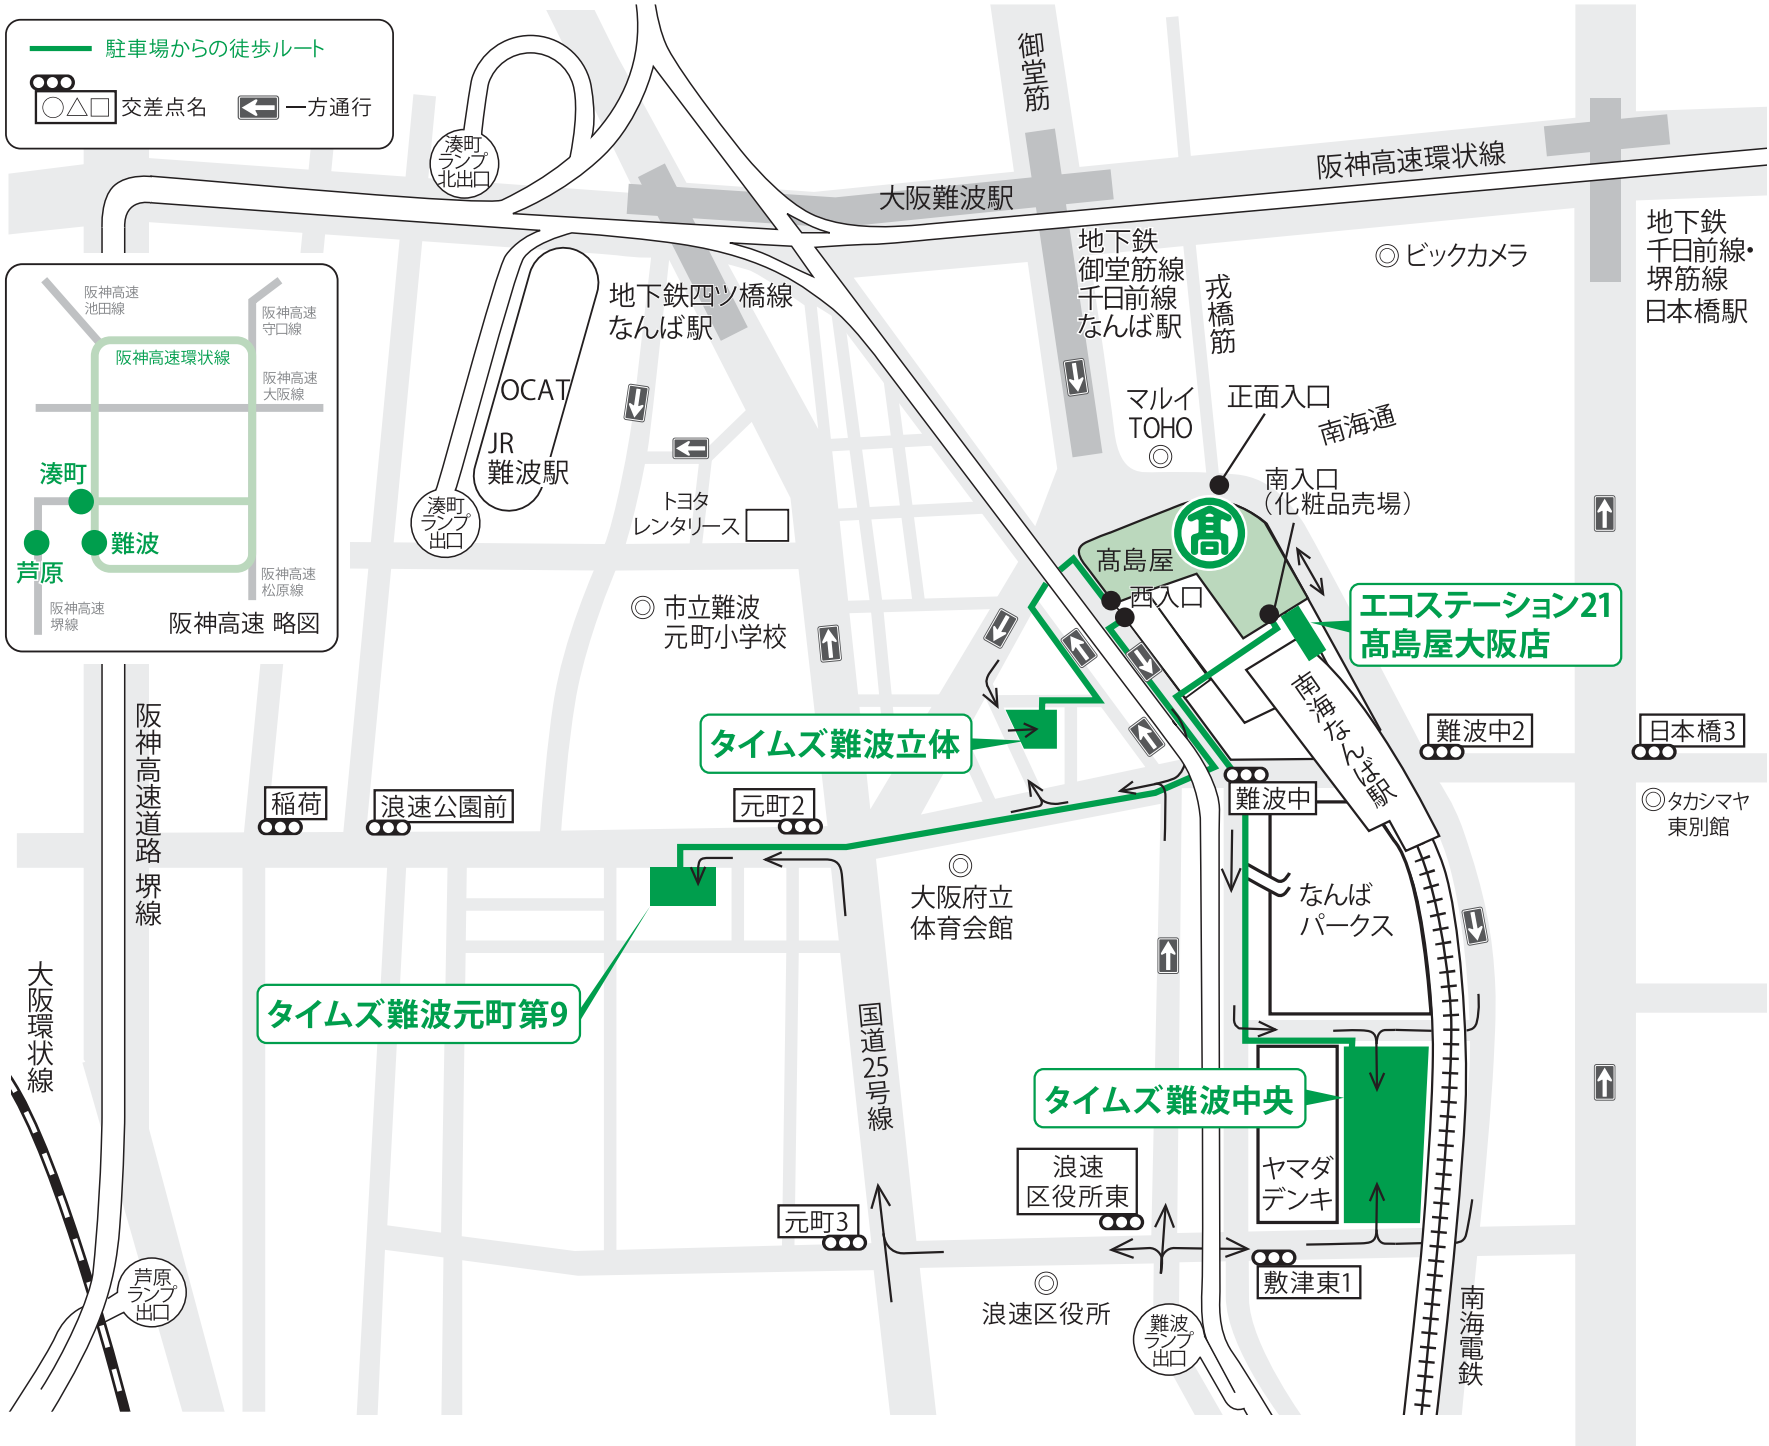 駐車場からの徒歩ルート
○△□ 交差点名
一方通行
湊町
ランプ
北出口
御堂筋
大阪難波駅
阪神高速環状線
地下鉄
千日前線・
堺筋線
日本橋駅
ビックカメラ
地下鉄
御堂筋線
千日前線
なんば駅
戎橋筋
地下鉄四ツ橋線
なんば駅
阪神高速
池田線
阪神高速
守口線
阪神高速環状線
阪神高速
大阪線
湊町
難波
芦原
阪神高速
松原線
阪神高速
堺線
阪神高速 略図
OCAT
JR
難波駅
湊町
ランプ
出口
トヨタ
レンタリース
マルイ
TOHO
正面入口
南海通
南入口
（化粧品売場）
髙
髙島屋
西入口
市立難波
元町小学校
エコステーション21
髙島屋大阪店
南海なんば駅
阪神高速道路 堺線
タイムズ難波立体
難波中2
日本橋3
タカシマヤ
東別館
稲荷
浪速公園前
元町2
難波中
大阪府立
体育会館
なんば
パークス
タイムズ難波元町第9
大阪環状線
国道25号線
タイムズ難波中央
ヤマダ
デンキ
浪速
区役所東
元町3
敷津東1
浪速区役所
芦原
ランプ
出口
難波
ランプ
出口
南海電鉄